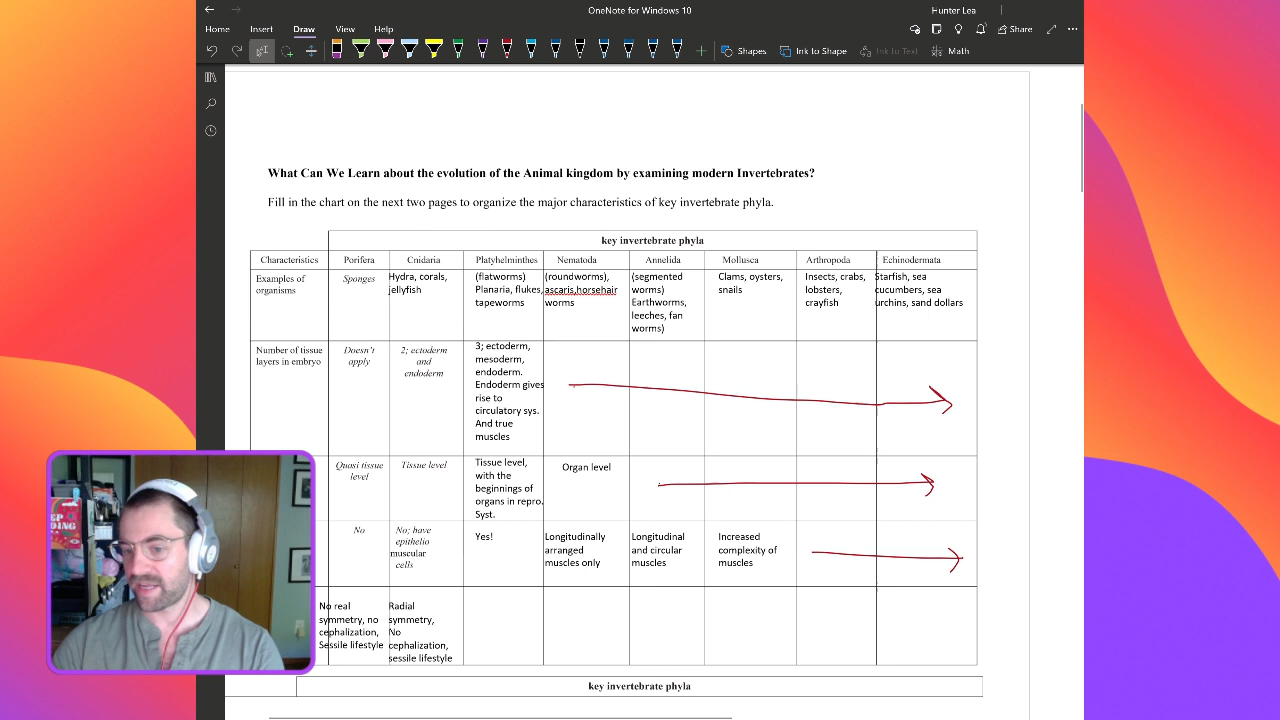 OneNote for Windows 10
Hunter Lea
Home Insert Draw View Help
Share
Shapes Ink to Shape Ink to Text Math
What Can We Learn about the evolution of the Animal kingdom by examining modern Invertebrates?
Fill in the chart on the next two pages to organize the major characteristics of key invertebrate phyla.
key invertebrate phyla
Characteristics Porifera Cnidaria Platyhelminthes Nematoda Annelida Mollusca Arthropoda Echinodermata
Examples of
organisms
Sponges
Hydra, corals,
jellyfish
(flatworms)
Planaria, flukes,
tapeworms
(roundworms),
ascaris,horsehair
worms
(segmented
worms)
Earthworms,
leeches, fan
worms)
Clams, oysters,
snails
Insects, crabs,
lobsters,
crayfish
Starfish, sea
cucumbers, sea
urchins, sand dollars
Number of tissue
layers in embryo
Doesn't
apply
2; ectoderm
and
endoderm
3; ectoderm,
mesoderm,
endoderm.
Endoderm gives
rise to
circulatory sys.
And true
muscles
Quasi tissue
level
Tissue level
Tissue level,
with the
beginnings of
organs in repro.
Syst.
Organ level
No
No; have
epithelio
muscular
cells
Yes!
Longitudinally
arranged
muscles only
Longitudinal
and circular
muscles
Increased
complexity of
muscles
No real
symmetry, no
cephalization,
Sessile lifestyle
Radial
symmetry,
No
cephalization,
sessile lifestyle
key invertebrate phyla